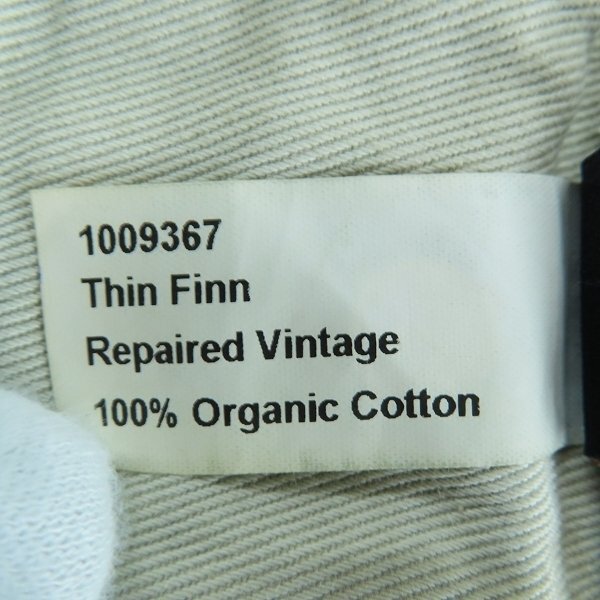 1009367
Thin Finn
Repaired Vintage
100% Organic Cotton